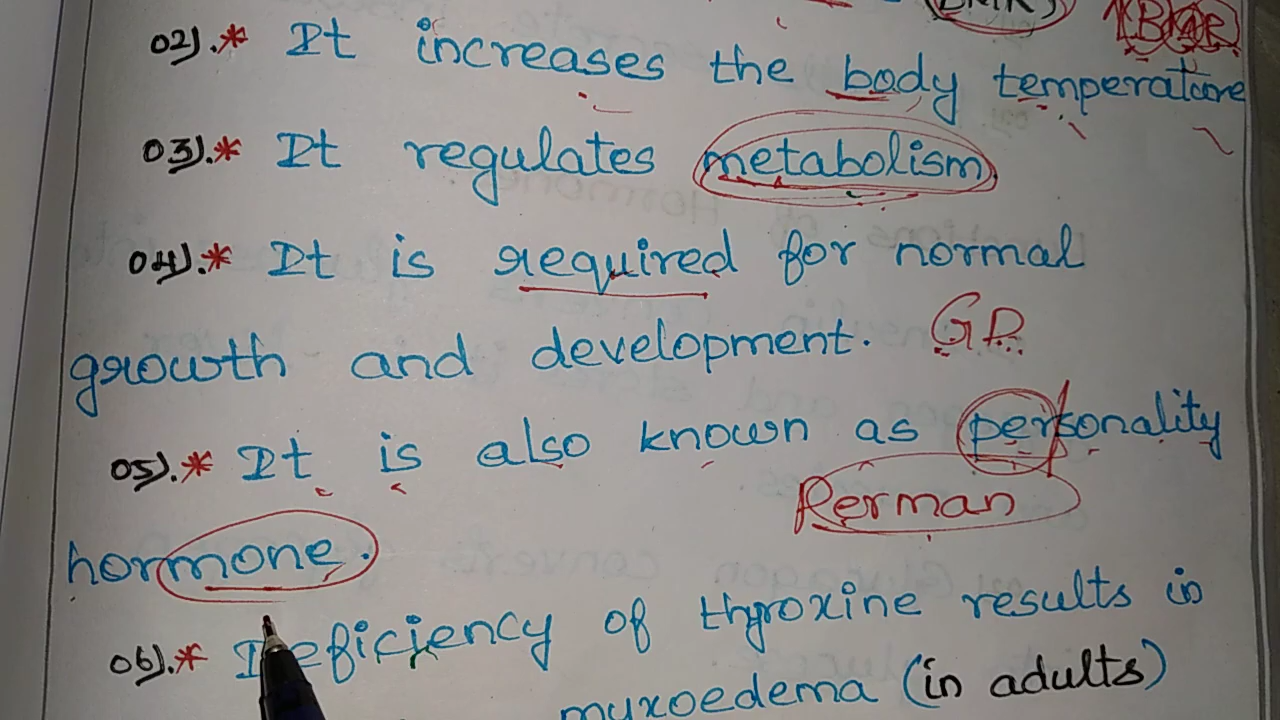 02).* It increases the body temperature
03).* It regulates metabolism
04).* It is required for normal
growth and development. GD
05).* It is also known as personality
Perman
hormone.
06).* Deficiency of thyroxine results in
myxoedema (in adults)